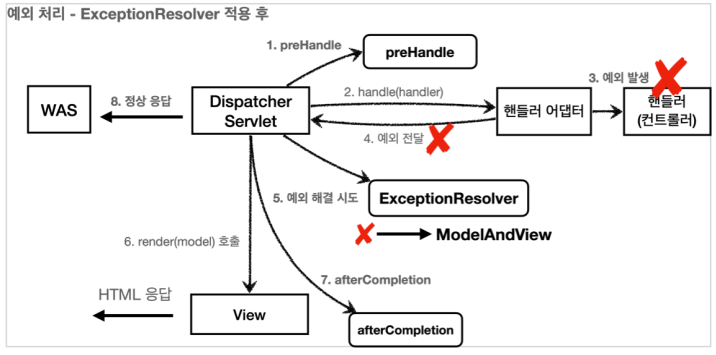 예외 처리 - ExceptionResolver 적용 후
1. preHandle
preHandle
WAS
8. 정상 응답
Dispatcher
Servlet
2. handle(handler)
핸들러 어댑터
3. 예외 발생
핸들러
(컨트롤러)
4. 예외 전달
5. 예외 해결 시도
ExceptionResolver
ModelAndView
6. render(model) 호출
7. afterCompletion
HTML 응답
View
afterCompletion